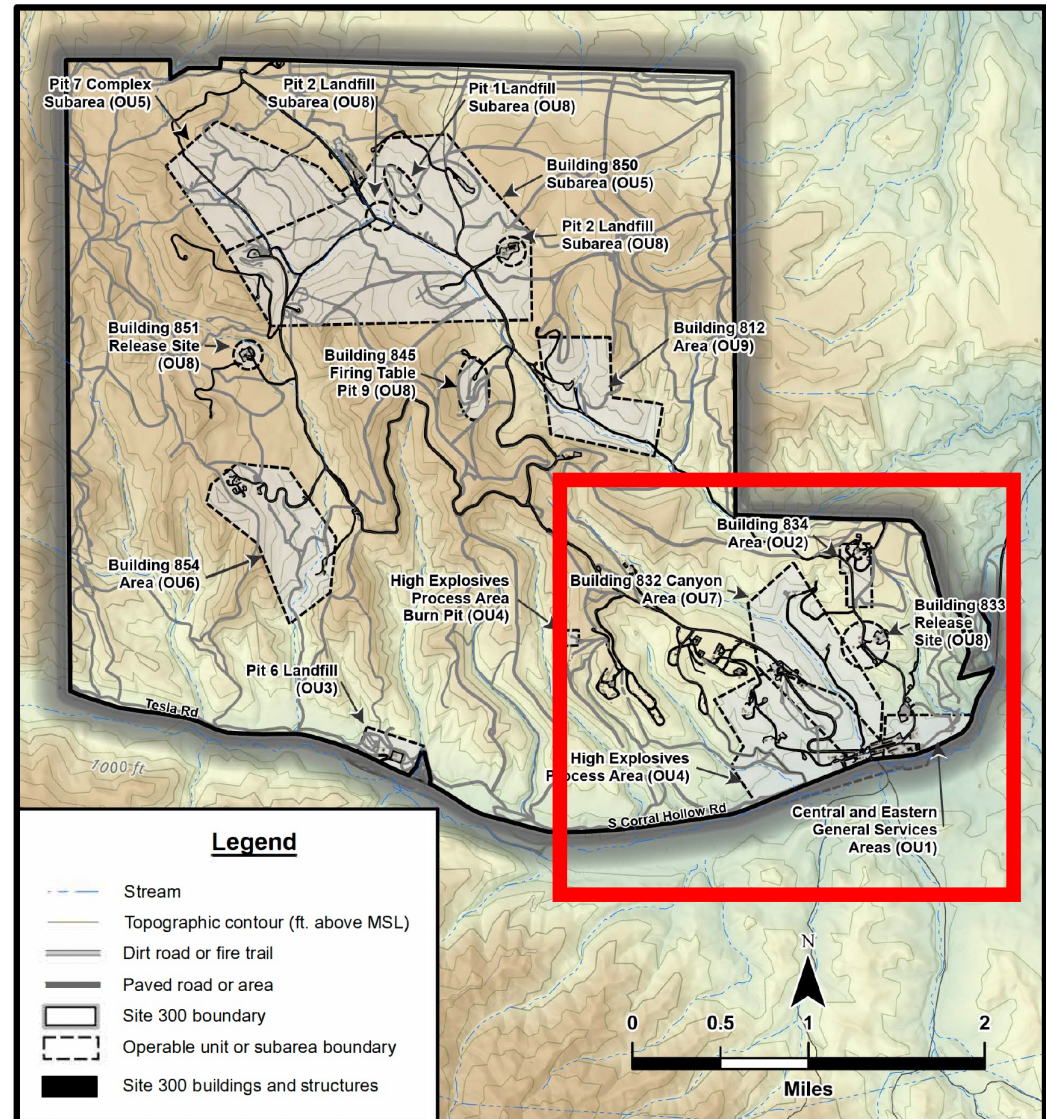 Pit 7 Complex
Subarea (OU5)
Pit 2 Landfill
Subarea (OU8)
Pit 1Landfill
Subarea (OU8)
Building 850
Subarea (OU5)
Pit 2 Landfill
Subarea (OU8)
Building 851
Release Site
(OU8)
Building 845
Firing Table
Pit 9 (OU8)
Building 812
Area (OU9)
Building 834
Area (OU2)
Building 854
Area (OU6)
High Explosives
Process Area
Burn Pit (OU4)
Building 832 Canyon
Area (OU7)
Building 833
Release
Site (OU8)
Pit 6 Landfill
(OU3)
Tesla Rd
1000 ft
High Explosives
Process Area (OU4)
S Corral Hollow Rd
Central and Eastern
General Services
Areas (OU1)
Legend
Stream
Topographic contour (ft. above MSL)
Dirt road or fire trail
Paved road or area
Site 300 boundary
Operable unit or subarea boundary
Site 300 buildings and structures
N
0 0.5 1 2
Miles